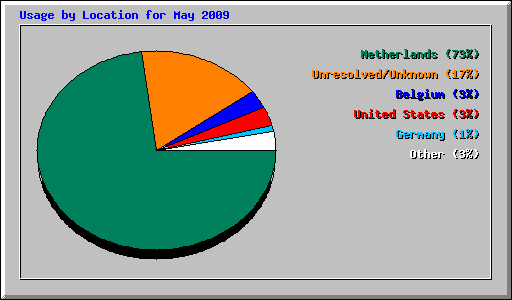 Usage by Location for May 2009
Netherlands (73%)
Unresolved/Unknown (17%)
Belgium (3%)
United States (3%)
Germany (1%)
Other (3%)